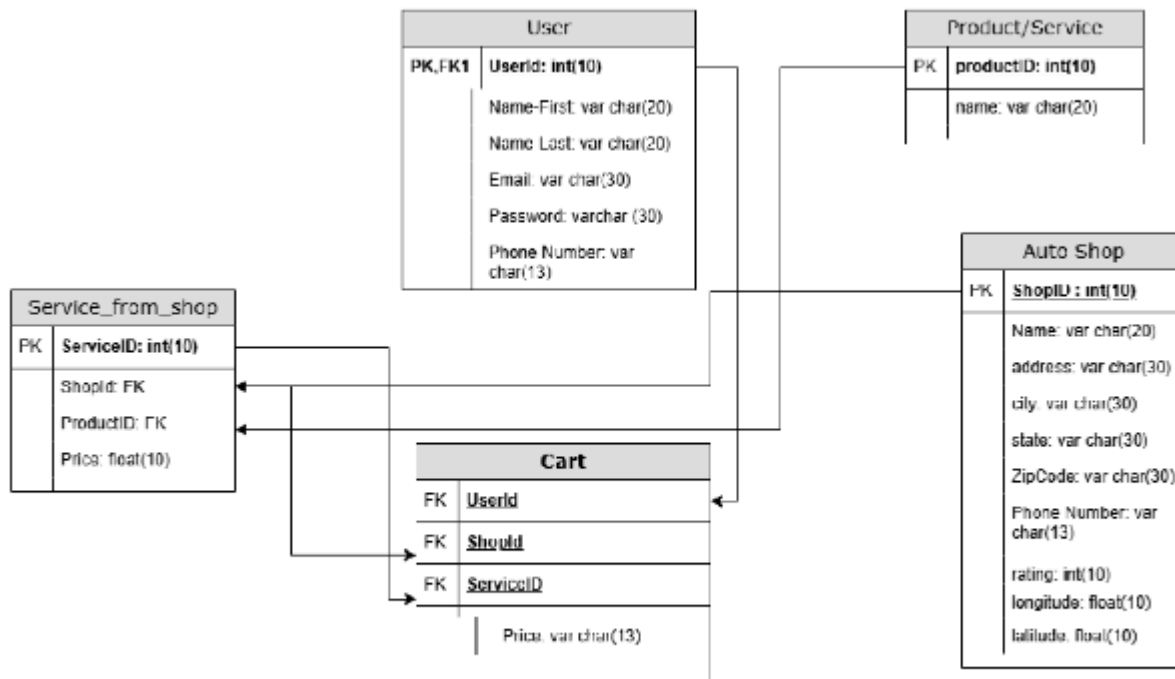 User
PK,FK1 UserId: int(10)
Name-First: var char(20)
Name-Last: var char(20)
Email: var char(30)
Password: varchar (30)
Phone Number: var
char(13)
Product/Service
PK productID: int(10)
name: var char(20)
Service_from_shop
PK ServiceID: int(10)
ShopId: FK
ProductID: FK
Price: float(10)
Cart
FK UserId
FK ShopId
FK ServiceID
Price: var char(13)
Auto Shop
PK ShopID : int(10)
Name: var char(20)
address: var char(30)
city: var char(30)
state: var char(30)
ZipCode: var char(30)
Phone Number: var
char(13)
rating: int(10)
longitude: float(10)
latitude: float(10)